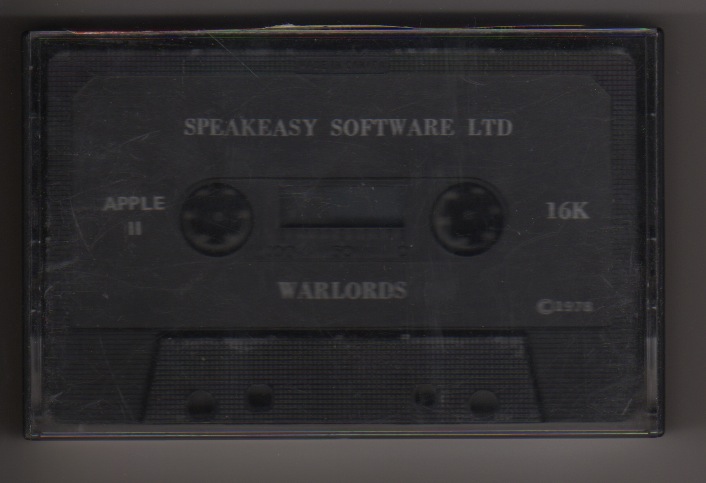 SPEAKEASY SOFTWARE LTD
APPLE
II
16K
WARLORDS
©1978